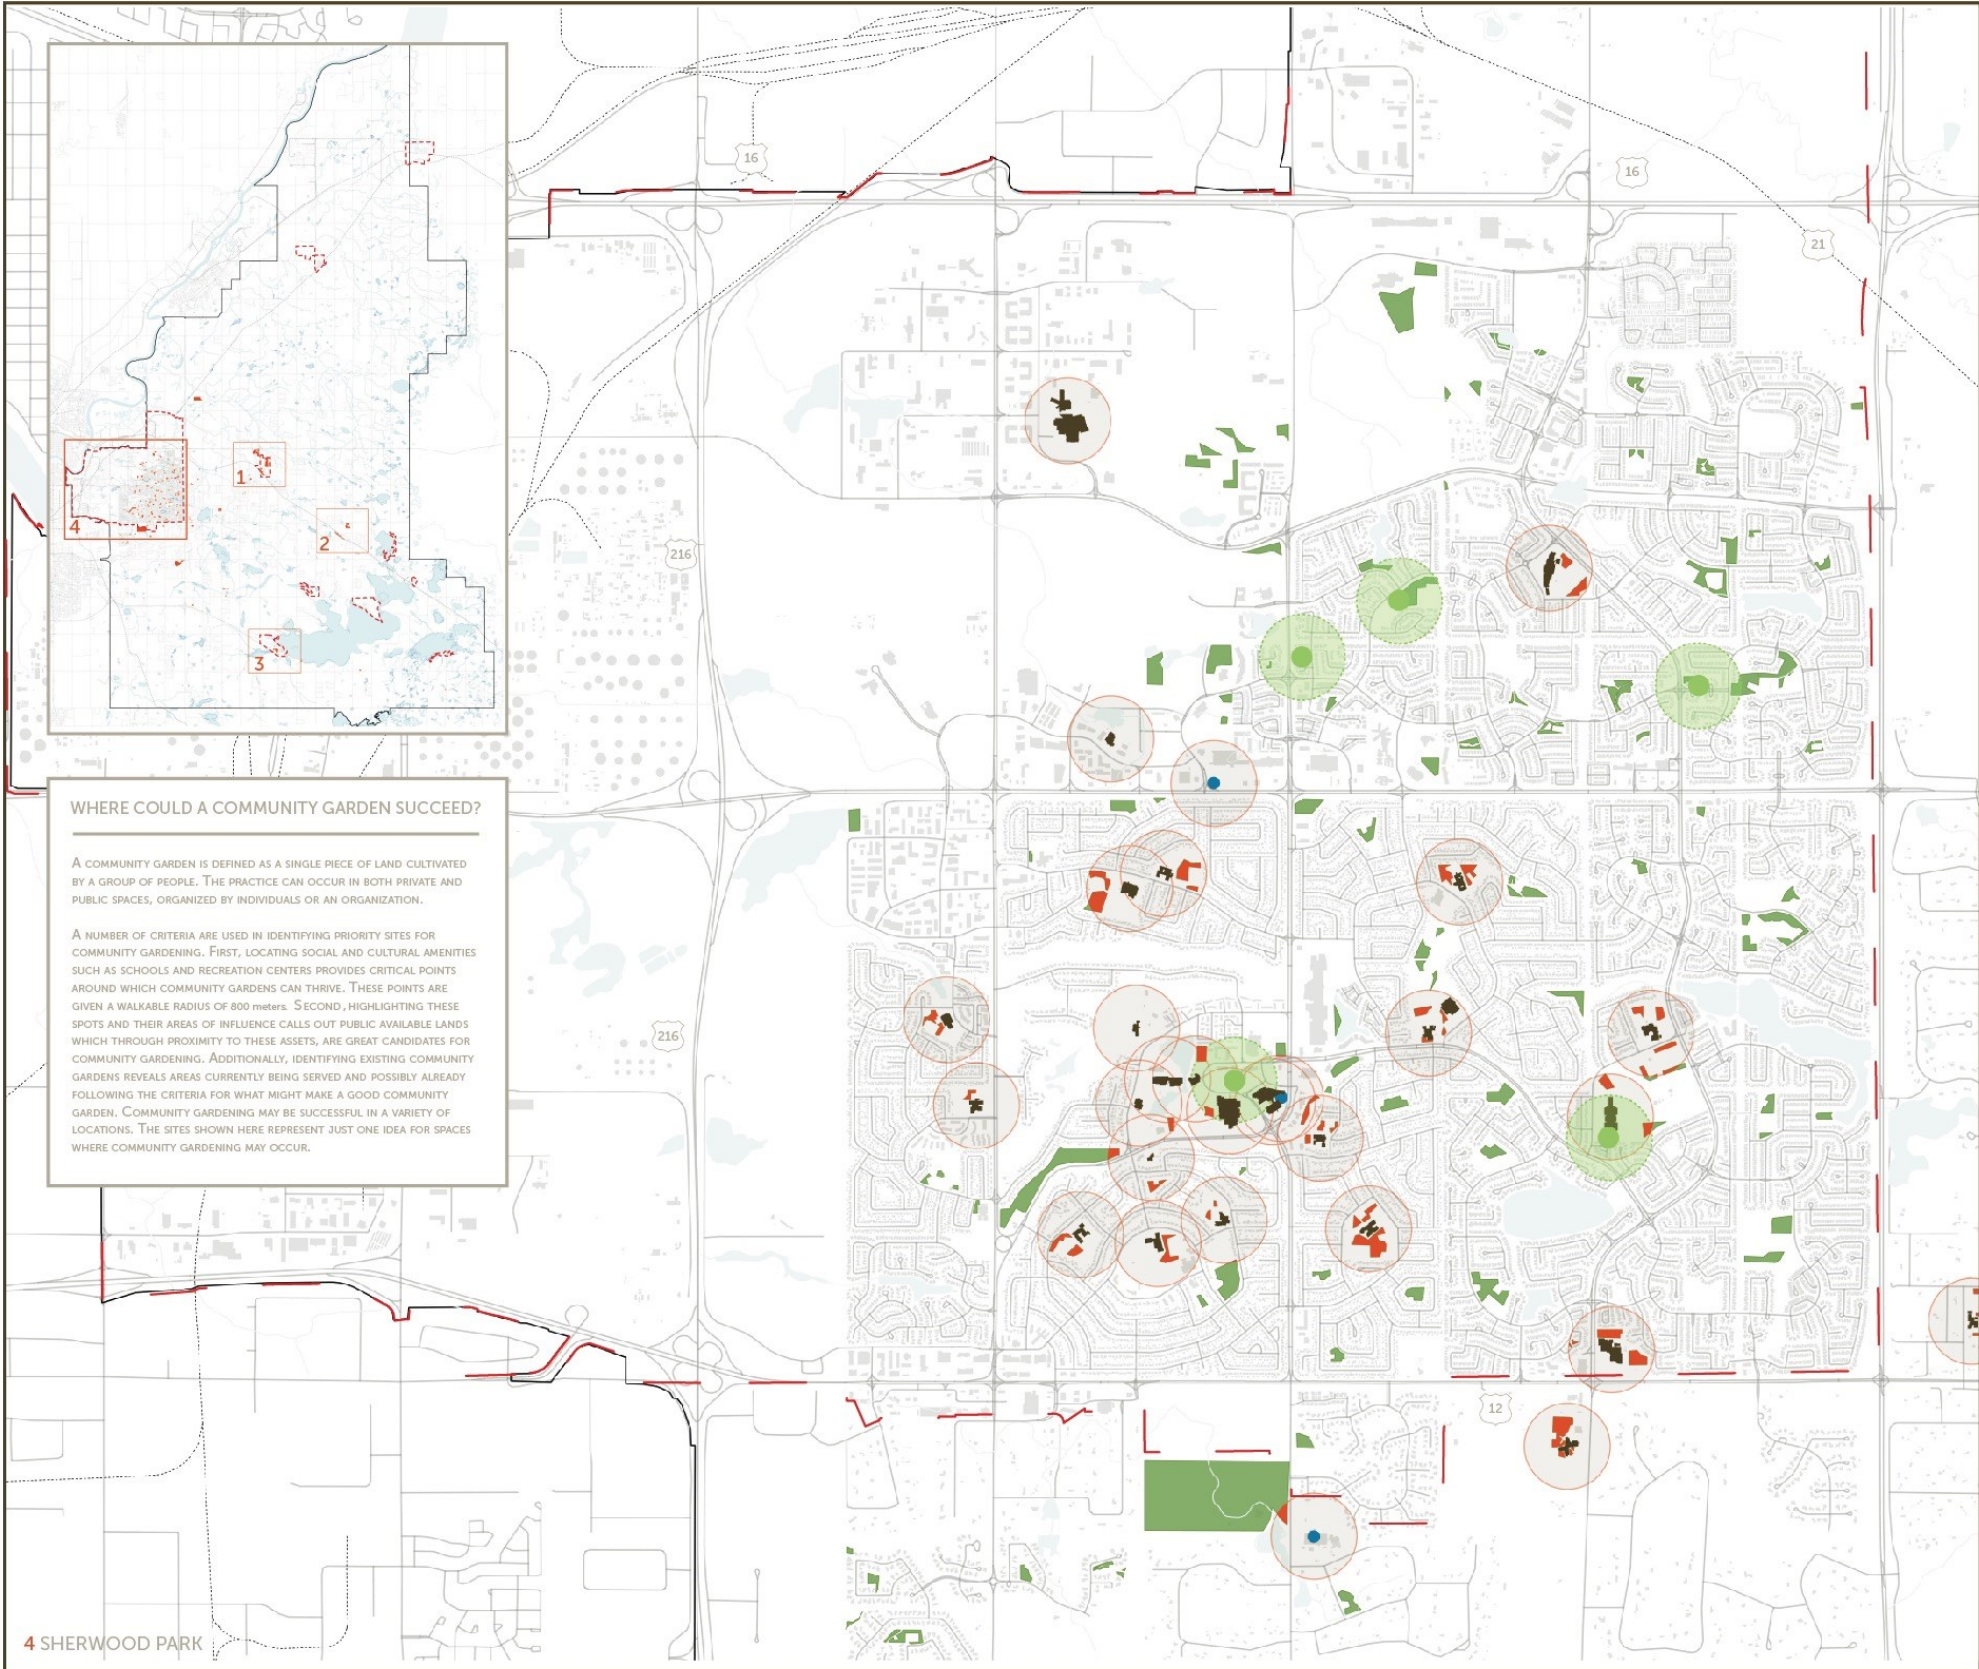 16
16
21
1
4
2
3
216
WHERE COULD A COMMUNITY GARDEN SUCCEED?
A COMMUNITY GARDEN IS DEFINED AS A SINGLE PIECE OF LAND CULTIVATED
BY A GROUP OF PEOPLE. THE PRACTICE CAN OCCUR IN BOTH PRIVATE AND
PUBLIC SPACES, ORGANIZED BY INDIVIDUALS OR AN ORGANIZATION.
A NUMBER OF CRITERIA ARE USED IN IDENTIFYING PRIORITY SITES FOR
COMMUNITY GARDENING. FIRST, LOCATING SOCIAL AND CULTURAL AMENITIES
SUCH AS SCHOOLS AND RECREATION CENTERS PROVIDES CRITICAL POINTS
AROUND WHICH COMMUNITY GARDENS CAN THRIVE. THESE POINTS ARE
GIVEN A WALKABLE RADIUS OF 800 meters. SECOND, HIGHLIGHTING THESE
SPOTS AND THEIR AREAS OF INFLUENCE CALLS OUT PUBLIC AVAILABLE LANDS
WHICH THROUGH PROXIMITY TO THESE ASSETS, ARE GREAT CANDIDATES FOR
COMMUNITY GARDENING. ADDITIONALLY, IDENTIFYING EXISTING COMMUNITY
GARDENS REVEALS AREAS CURRENTLY BEING SERVED AND POSSIBLY ALREADY
FOLLOWING THE CRITERIA FOR WHAT MIGHT MAKE A GOOD COMMUNITY
GARDEN. COMMUNITY GARDENING MAY BE SUCCESSFUL IN A VARIETY OF
LOCATIONS. THE SITES SHOWN HERE REPRESENT JUST ONE IDEA FOR SPACES
WHERE COMMUNITY GARDENING MAY OCCUR.
216
12
4 SHERWOOD PARK